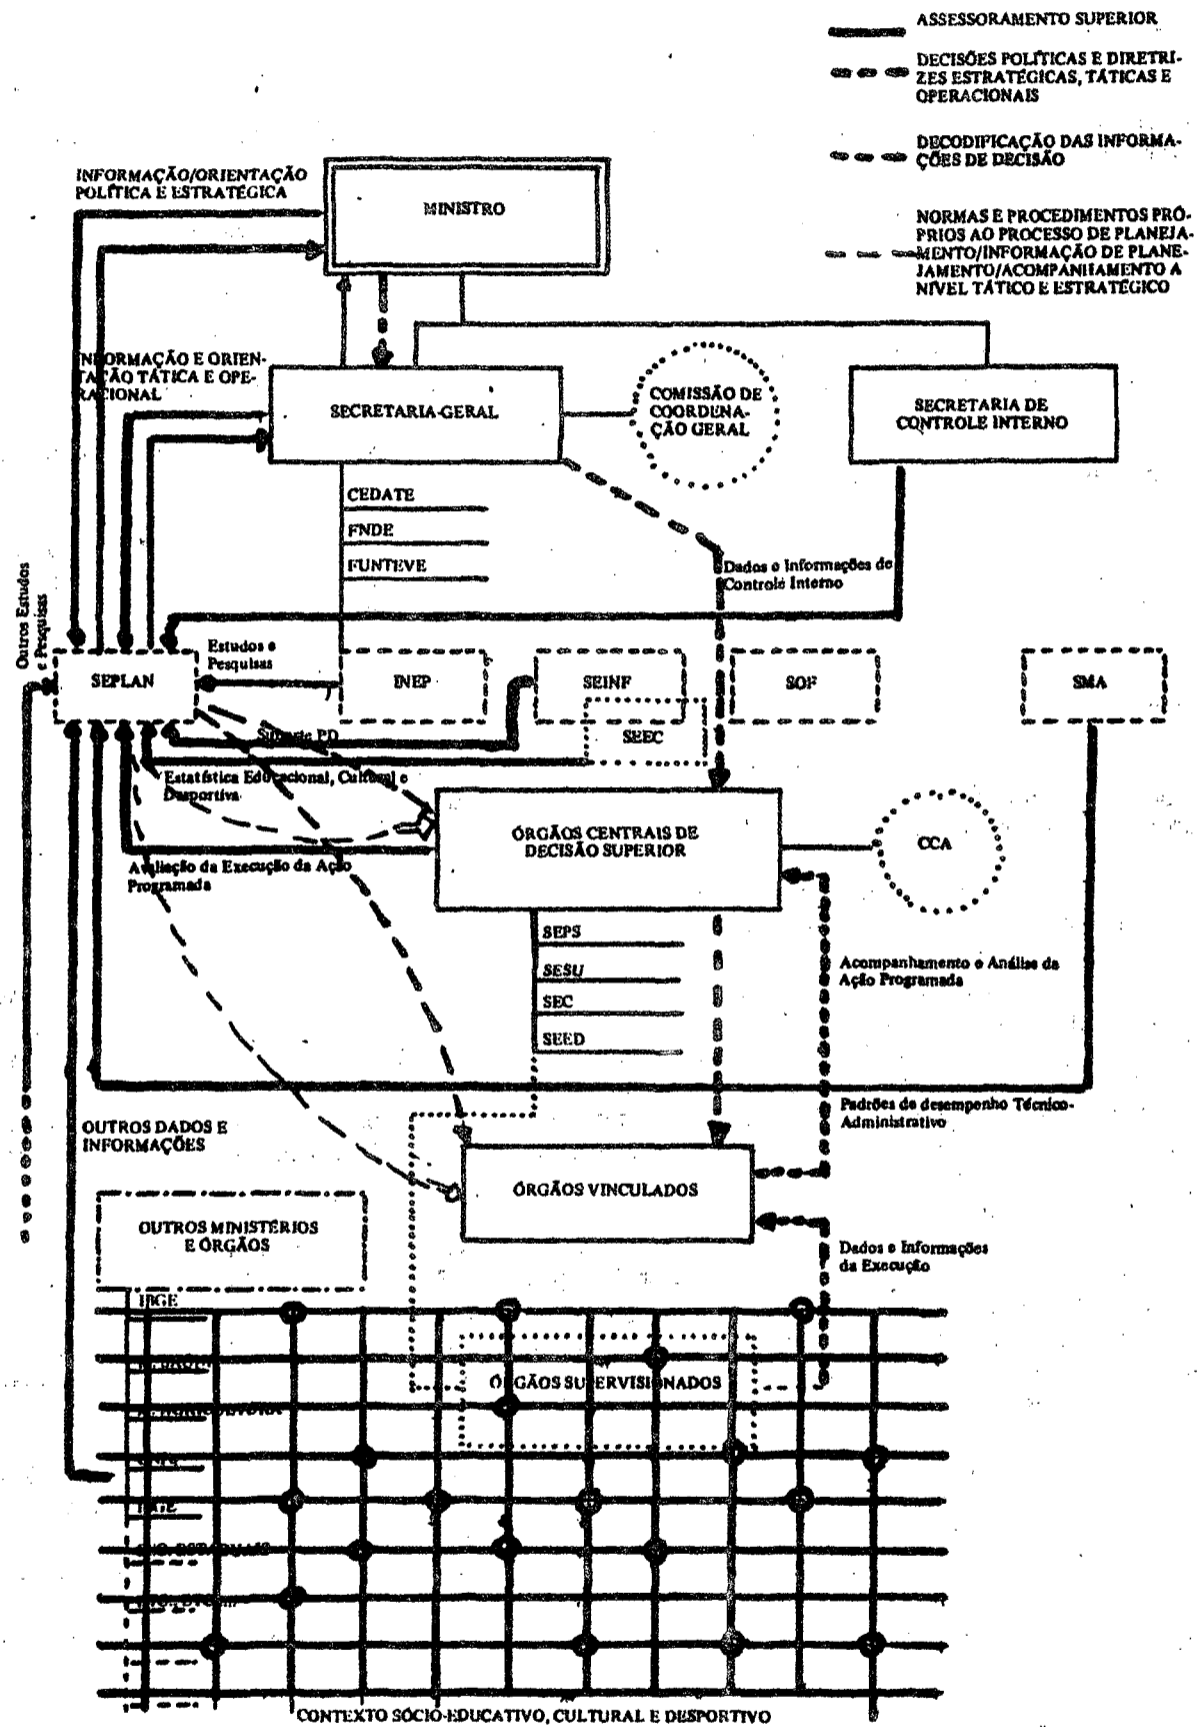 ASSESSORAMENTO SUPERIOR
DECISÕES POLÍTICAS E DIRETRI-
ZES ESTRATÉGICAS, TÁTICAS E
OPERACIONAIS
DECODIFICAÇÃO DAS INFORMA-
ÇÕES DE DECISÃO
NORMAS E PROCEDIMENTOS PRÓ-
PRIOS AO PROCESSO DE PLANEJA-
MENTO/INFORMAÇÃO DE PLANE-
JAMENTO/ACOMPANHAMENTO A
NÍVEL TÁTICO E ESTRATÉGICO
INFORMAÇÃO/ORIENTAÇÃO
POLÍTICA E ESTRATÉGICA
MINISTRO
INFORMAÇÃO E ORIEN-
TAÇÃO TÁTICA E OPE-
RACIONAL
SECRETARIA-GERAL
COMISSÃO DE
COORDENA-
ÇÃO GERAL
SECRETARIA DE
CONTROLE INTERNO
CEDATE
FNDE
FUNTEVE
Dados e Informações de
Controle Interno
Outros Estudos
e Pesquisas
Estudos e
Pesquisas
SEPLAN
INEP
SEINF
SOF
SMA
SEEC
Suporte PD
Estatística Educacional, Cultural e
Desportiva
ÓRGÃOS CENTRAIS DE
DECISÃO SUPERIOR
CCA
Avaliação da Execução da Ação
Programada
SEPS
SESU
SEC
SEED
Acompanhamento e Análise da
Ação Programada
Padrões de desempenho Técnico-
Administrativo
OUTROS DADOS E
INFORMAÇÕES
ÓRGÃOS VINCULADOS
OUTROS MINISTÉRIOS
E ÓRGÃOS
Dados e Informações
da Execução
IBGE
ÓRGÃOS SUPERVISIONADOS
CONTEXTO SÓCIO-EDUCATIVO, CULTURAL E DESPORTIVO